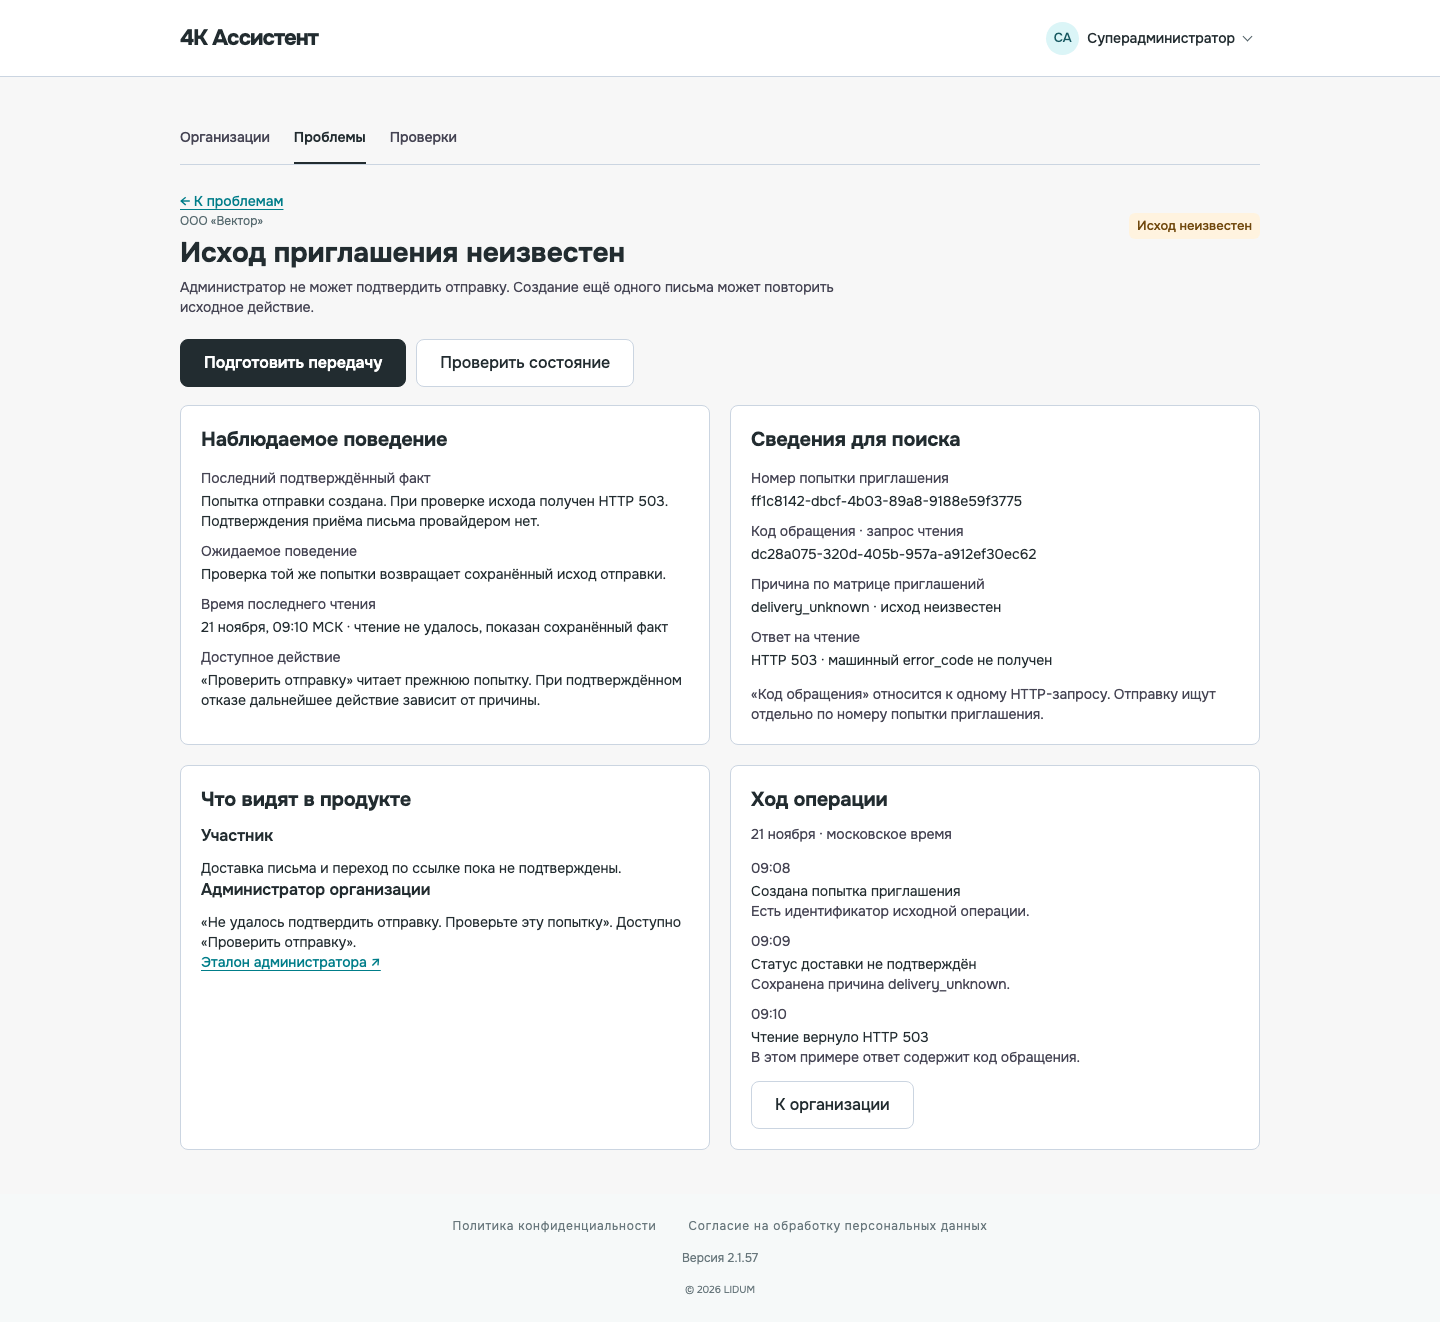 4К Ассистент
СА
Суперадминистратор
Организации
Проблемы
Проверки
← К проблемам
ООО «Вектор»
Исход неизвестен
Исход приглашения неизвестен
Администратор не может подтвердить отправку. Создание ещё одного письма может повторить
исходное действие.
Подготовить передачу
Проверить состояние
Наблюдаемое поведение
Последний подтверждённый факт
Попытка отправки создана. При проверке исхода получен HTTP 503.
Подтверждения приёма письма провайдером нет.
Ожидаемое поведение
Проверка той же попытки возвращает сохранённый исход отправки.
Время последнего чтения
21 ноября, 09:10 МСК · чтение не удалось, показан сохранённый факт
Доступное действие
«Проверить отправку» читает прежнюю попытку. При подтверждённом
отказе дальнейшее действие зависит от причины.
Сведения для поиска
Номер попытки приглашения
ff1c8142-dbcf-4b03-89a8-9188e59f3775
Код обращения · запрос чтения
dc28a075-320d-405b-957a-a912ef30ec62
Причина по матрице приглашений
delivery_unknown · исход неизвестен
Ответ на чтение
HTTP 503 · машинный error_code не получен
«Код обращения» относится к одному HTTP-запросу. Отправку ищут
отдельно по номеру попытки приглашения.
Что видят в продукте
Участник
Доставка письма и переход по ссылке пока не подтверждены.
Администратор организации
«Не удалось подтвердить отправку. Проверьте эту попытку». Доступно
«Проверить отправку».
Эталон администратора ↗
Ход операции
21 ноября · московское время
09:08
Создана попытка приглашения
Есть идентификатор исходной операции.
09:09
Статус доставки не подтверждён
Сохранена причина delivery_unknown.
09:10
Чтение вернуло HTTP 503
В этом примере ответ содержит код обращения.
К организации
Политика конфиденциальности
Согласие на обработку персональных данных
Версия 2.1.57
© 2026 LIDUM